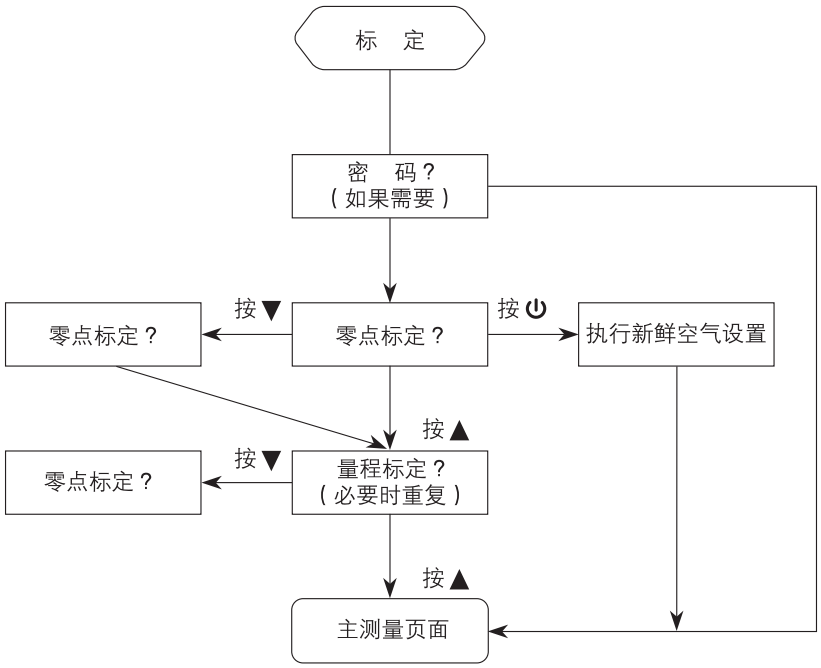 标 定
密 码?
(如果需要)
按▼
按⏻
零点标定?
零点标定?
执行新鲜空气设置
按▲
按▼
零点标定?
量程标定?
(必要时重复)
按▲
主测量页面